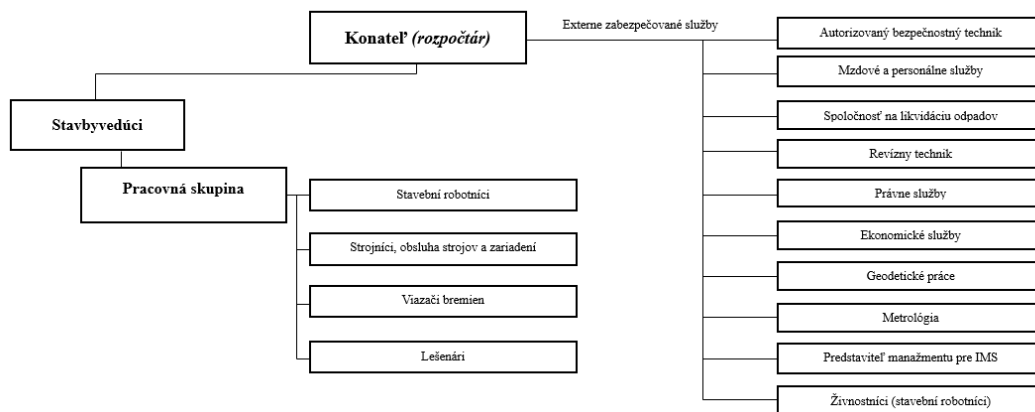 Konateľ (rozpočtár)
Externe zabezpečované služby
Autorizovaný bezpečnostný technik
Mzdové a personálne služby
Spoločnosť na likvidáciu odpadov
Revízny technik
Právne služby
Ekonomické služby
Geodetické práce
Metrológia
Predstaviteľ manažmentu pre IMS
Živnostníci (stavební robotníci)
Stavbyvedúci
Pracovná skupina
Stavební robotníci
Strojníci, obsluha strojov a zariadení
Viazači bremien
Lešenári